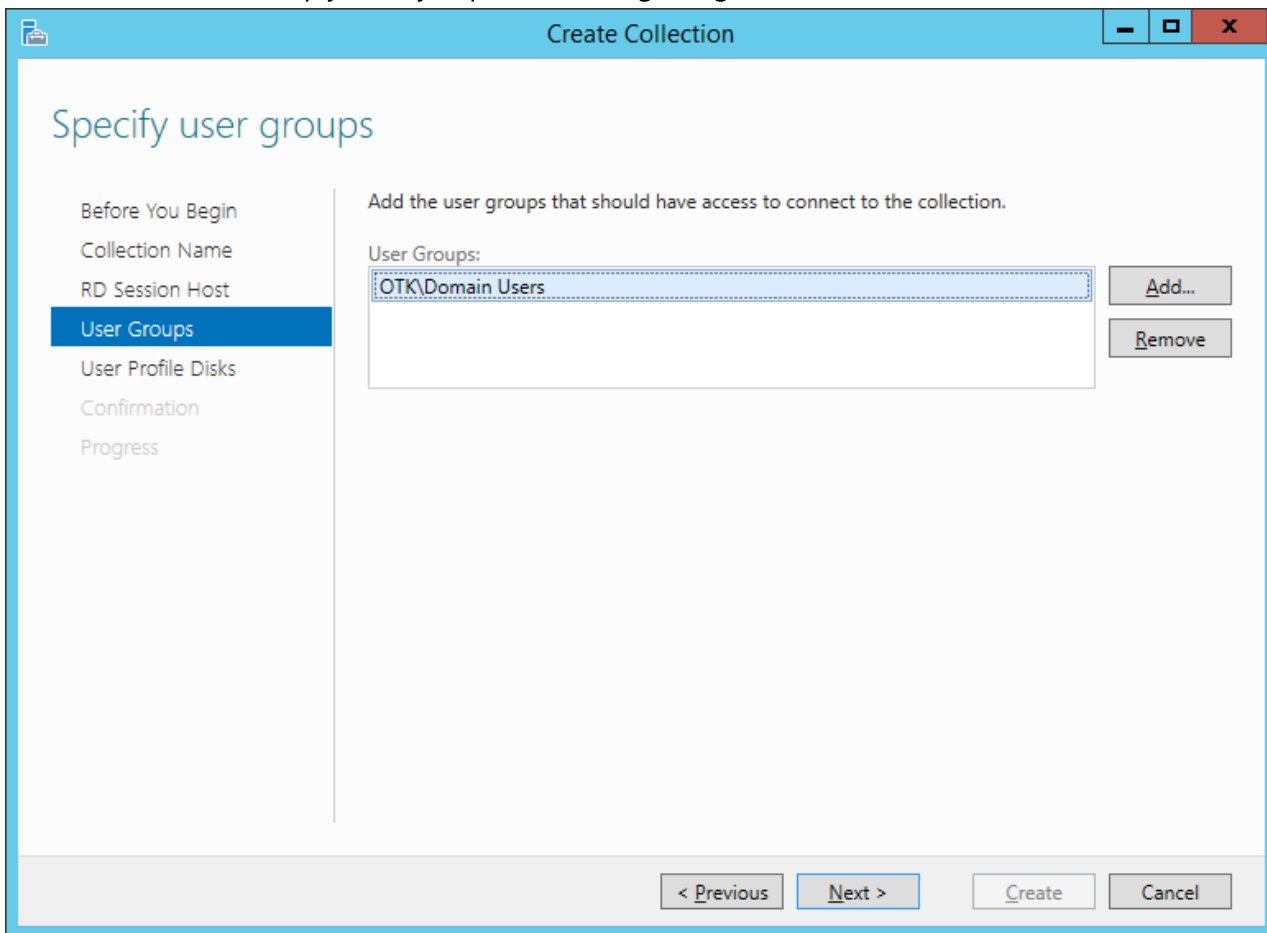 Create Collection
Specify user groups
Before You Begin
Collection Name
RD Session Host
User Groups
User Profile Disks
Confirmation
Progress
Add the user groups that should have access to connect to the collection.
User Groups:
OTK\Domain Users
Add...
Remove
< Previous
Next >
Create
Cancel